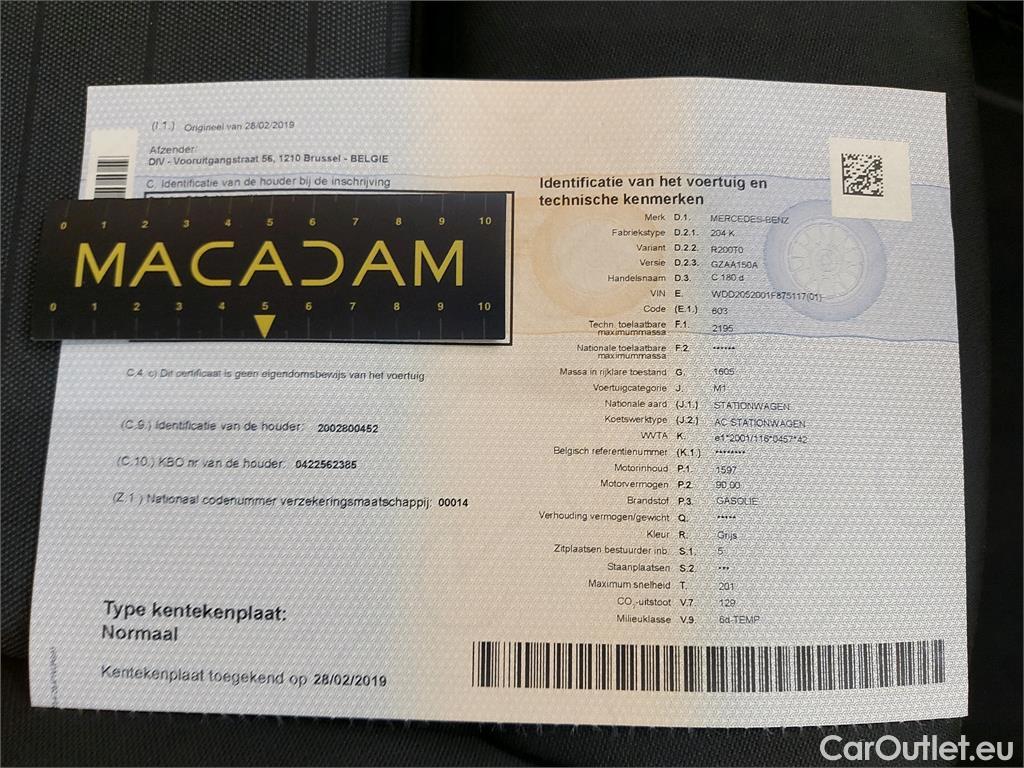 (I.1.) Origineel van 28/02/2019
Afzender:
DIV - Vooruitgangstraat 56, 1210 Brussel - BELGIE
C. Identificatie van de houder bij de inschrijving
0 1 2 3 4 5 6 7 8 9 10
MACADAM
0 1 2 3 4 5 6 7 8 9 10
C.4. c) Dit certificaat is geen eigendomsbewijs van het voertuig
(C.9.) Identificatie van de houder: 2002800452
(C.10.) KBO nr van de houder: 0422562385
(Z.1.) Nationaal codenummer verzekeringsmaatschappij: 00014
Type kentekenplaat:
Normaal
Kentekenplaat toegekend op 28/02/2019
Identificatie van het voertuig en
technische kenmerken
Merk D.1. MERCEDES-BENZ
Fabriekstype D.2.1. 204 K
Variant D.2.2. R200T0
Versie D.2.3. GZAA150A
Handelsnaam D.3. C 180 d
VIN E. WDD2052001F875117(01)
Code (E.1.) 603
Techn. toelaatbare F.1. 2195
maximummassa
Nationale toelaatbare F.2. ******
maximummassa
Massa in rijklare toestand G. 1605
Voertuigcategorie J. M1
Nationale aard (J.1.) STATIONWAGEN
Koetswerktype (J.2.) AC STATIONWAGEN
WVTA K. e1*2001/116*0457*42
Belgisch referentienummer (K.1.) ********
Motorinhoud P.1. 1597
Motorvermogen P.2. 90.00
Brandstof P.3. GASOLIE
Verhouding vermogen/gewicht Q. *****
Kleur R. Grijs
Zitplaatsen bestuurder inb. S.1. 5
Staanplaatsen S.2. ***
Maximum snelheid T. 201
CO₂-uitstoot V.7. 129
Milieuklasse V.9. 6d-TEMP
CarOutlet.eu